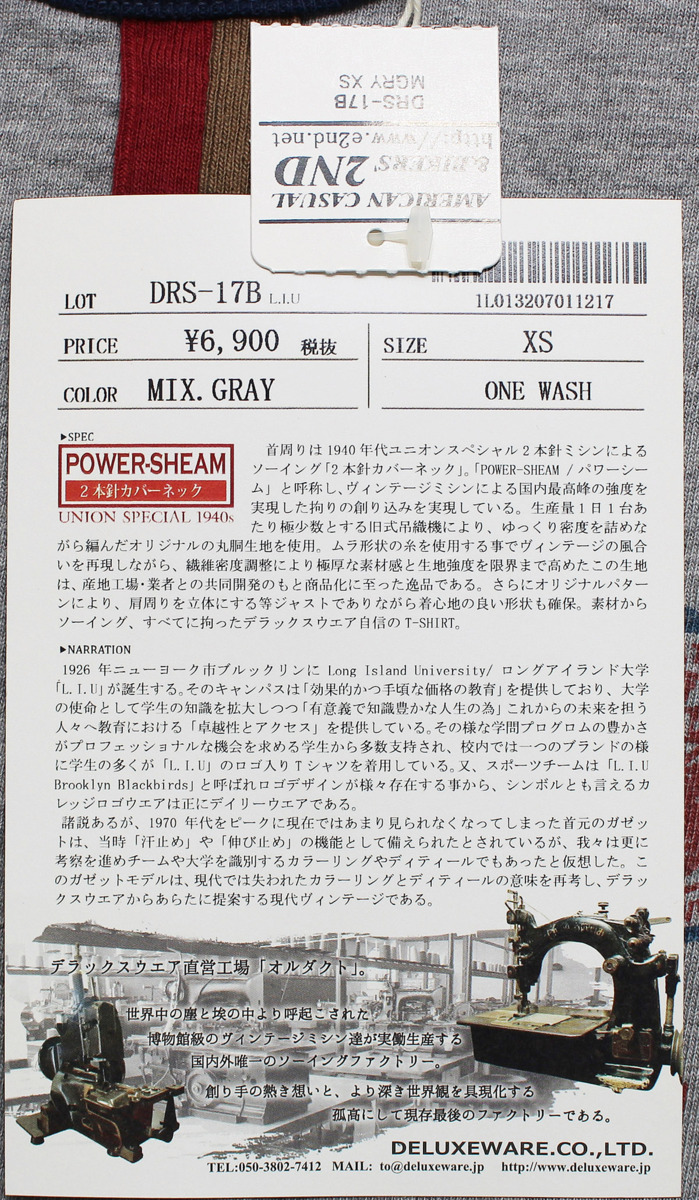 DRS-17B
MGRY XS
http://www.e2nd.net
& BIKERS' 2ND
AMERICAN CASUAL
1L013207011217
LOT DRS-17B L.I.U
PRICE ¥6,900 税抜 SIZE XS
COLOR MIX.GRAY ONE WASH
▶SPEC
POWER-SHEAM
2本針カバーネック
UNION SPECIAL 1940s
首周りは1940年代ユニオンスペシャル2本針ミシンによる
ソーイング「2本針カバーネック」。「POWER-SHEAM / パワーシー
ム」と呼称し、ヴィンテージミシンによる国内最高峰の強度を
実現した拘りの創り込みを実現している。生産量1日1台あ
たり極少数とする旧式吊織機により、ゆっくり密度を詰めな
がら編んだオリジナルの丸胴生地を使用。ムラ形状の糸を使用する事でヴィンテージの風合
いを再現しながら、繊維密度調整により極厚な素材感と生地強度を限界まで高めたこの生地
は、産地工場・業者との共同開発のもと商品化に至った逸品である。さらにオリジナルパター
ンにより、肩周りを立体にする等ジャストでありながら着心地の良い形状も確保。素材から
ソーイング、すべてに拘ったデラックスウエア自信のT-SHIRT。
▶NARRATION
1926 年ニューヨーク市ブルックリンに Long Island University/ ロングアイランド大学
「L.I.U」が誕生する。そのキャンパスは「効果的かつ手頃な価格の教育」を提供しており、大学
の使命として学生の知識を拡大しつつ「有意義で知識豊かな人生の為」これからの未来を担う
人々へ教育における「卓越性とアクセス」を提供している。その様な学問プログロムの豊かさ
がプロフェッショナルな機会を求める学生から多数支持され、校内では一つのブランドの様
に学生の多くが「L.I.U」のロゴ入りTシャツを着用している。又、スポーツチームは「L.I.U
Brooklyn Blackbirds」と呼ばれロゴデザインが様々存在する事から、シンボルとも言えるカ
レッジロゴウエアは正にデイリーウエアである。
諸説あるが、1970 年代をピークに現在ではあまり見られなくなってしまった首元のガゼッ
トは、当時「汗止め」や「伸び止め」の機能として備えられたとされているが、我々は更に
考察を進めチームや大学を識別するカラーリングやディティールでもあったと仮想した。こ
のガゼットモデルは、現代では失われたカラーリングとディティールの意味を再考し、デラッ
クスウエアからあらたに提案する現代ヴィンテージである。
デラックスウエア直営工場「オルダクト」。
世界中の塵と埃の中より呼起こされた
博物館級のヴィンテージミシン達が実働生産する
国内外唯一のソーイングファクトリー。
創り手の熱き想いと、より深き世界観を具現化する
孤高にして現存最後のファクトリーである。
DELUXEWARE.CO.,LTD.
TEL:050-3802-7412 MAIL: to@deluxeware.jp http://www.deluxeware.jp